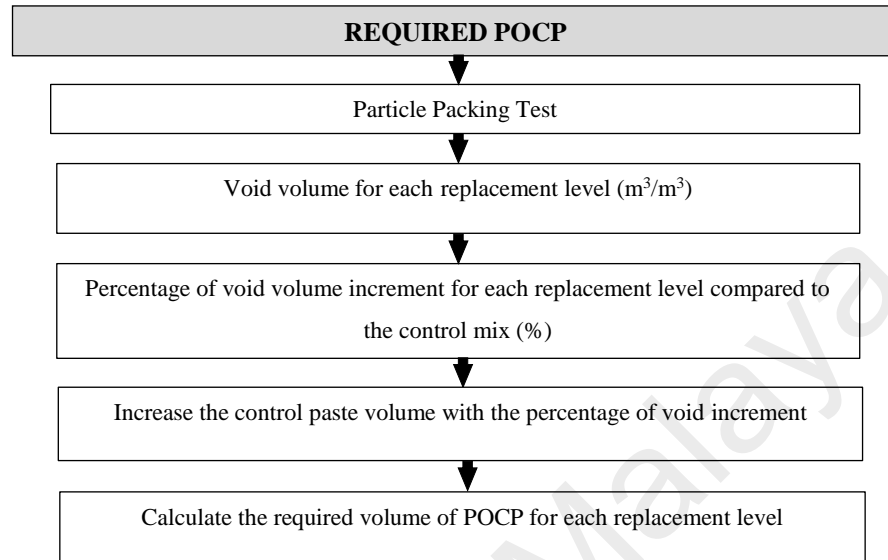 REQUIRED POCP
Particle Packing Test
Void volume for each replacement level (m³/m³)
Percentage of void volume increment for each replacement level compared to
the control mix (%)
Increase the control paste volume with the percentage of void increment
Calculate the required volume of POCP for each replacement level
Malaya